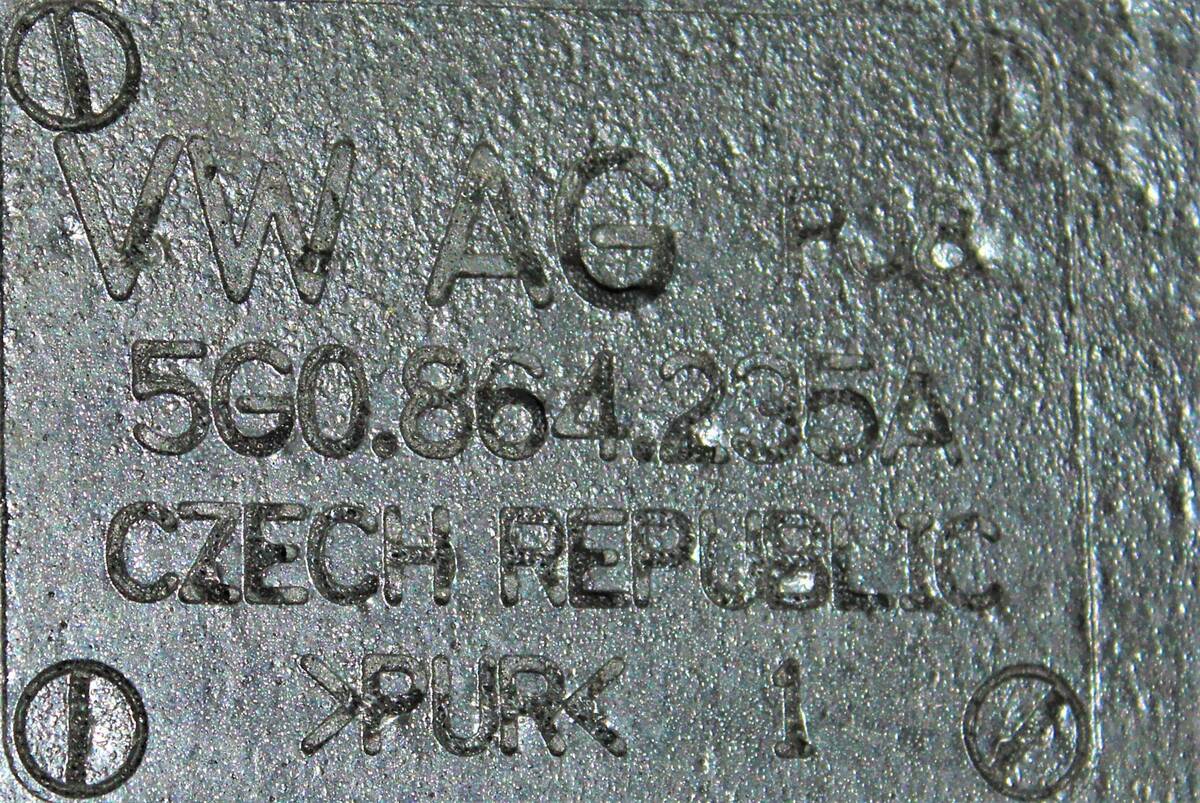 VW AG
5G0.864.235A
CZECH REPUBLIC
>PUR< 1